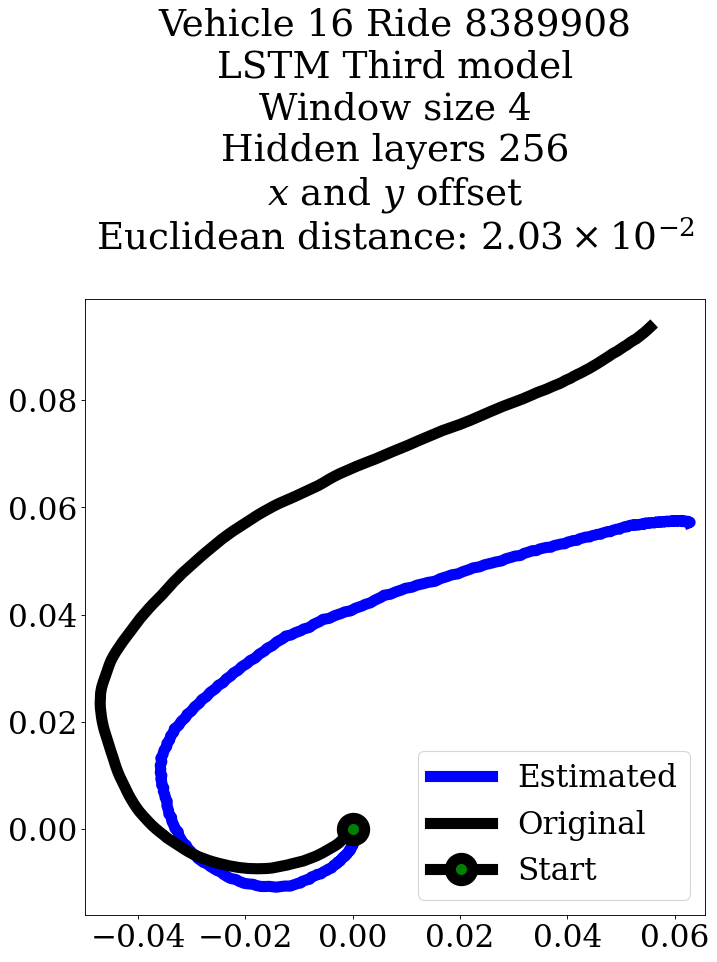 Vehicle 16 Ride 8389908
LSTM Third model
Window size 4
Hidden layers 256
x and y offset
Euclidean distance: 2.03 × 10⁻²
0.08
0.06
0.04
0.02
0.00
Estimated
Original
Start
−0.04 −0.02 0.00 0.02 0.04 0.06